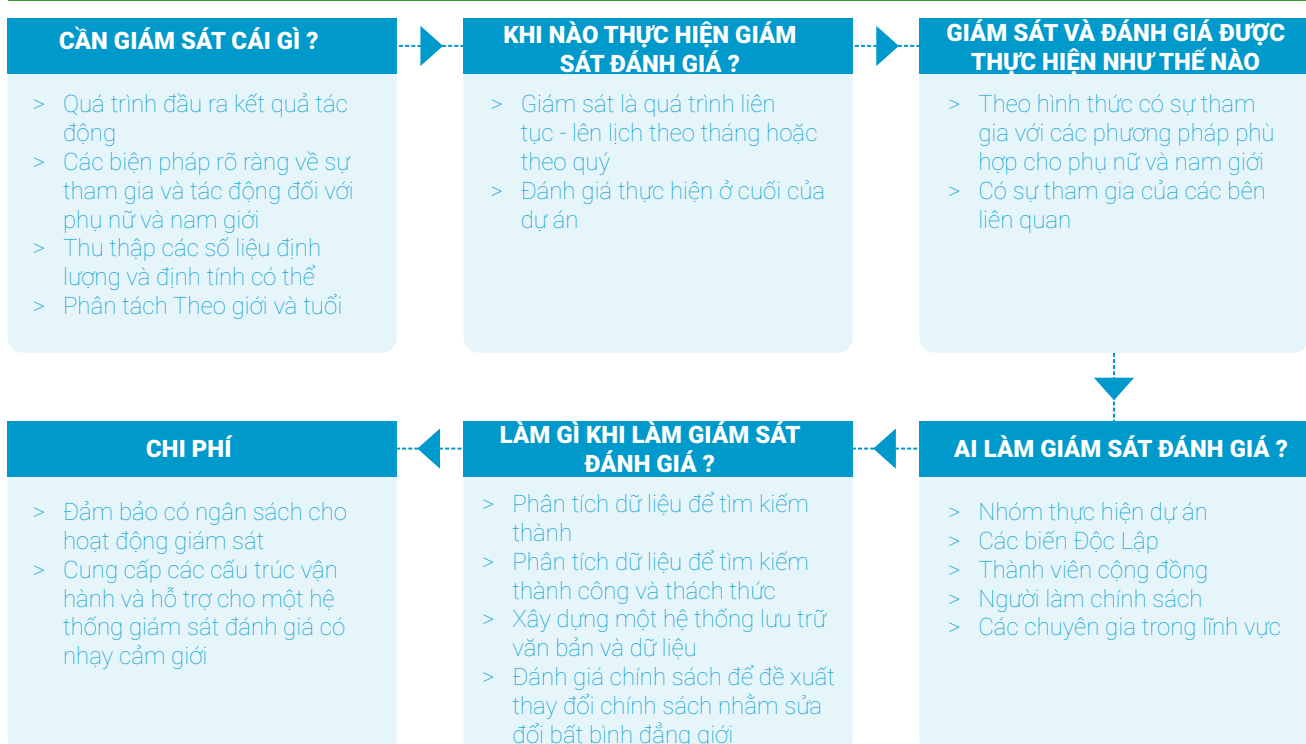 CẦN GIÁM SÁT CÁI GÌ ?
> Quá trình đầu ra kết quả tác
động
> Các biện pháp rõ ràng về sự
tham gia và tác động đối với
phụ nữ và nam giới
> Thu thập các số liệu định
lượng và định tính có thể
> Phân tách Theo giới và tuổi
KHI NÀO THỰC HIỆN GIÁM
SÁT ĐÁNH GIÁ ?
> Giám sát là quá trình liên
tục - lên lịch theo tháng hoặc
theo quý
> Đánh giá thực hiện ở cuối của
dự án
GIÁM SÁT VÀ ĐÁNH GIÁ ĐƯỢC
THỰC HIỆN NHƯ THẾ NÀO
> Theo hình thức có sự tham
gia với các phương pháp phù
hợp cho phụ nữ và nam giới
> Có sự tham gia của các bên
liên quan
AI LÀM GIÁM SÁT ĐÁNH GIÁ ?
> Nhóm thực hiện dự án
> Các biến Độc Lập
> Thành viên cộng đồng
> Người làm chính sách
> Các chuyên gia trong lĩnh vực
LÀM GÌ KHI LÀM GIÁM SÁT
ĐÁNH GIÁ ?
> Phân tích dữ liệu để tìm kiếm
thành
> Phân tích dữ liệu để tìm kiếm
thành công và thách thức
> Xây dựng một hệ thống lưu trữ
văn bản và dữ liệu
> Đánh giá chính sách để đề xuất
thay đổi chính sách nhằm sửa
đổi bất bình đẳng giới
CHI PHÍ
> Đảm bảo có ngân sách cho
hoạt động giám sát
> Cung cấp các cấu trúc vận
hành và hỗ trợ cho một hệ
thống giám sát đánh giá có
nhạy cảm giới